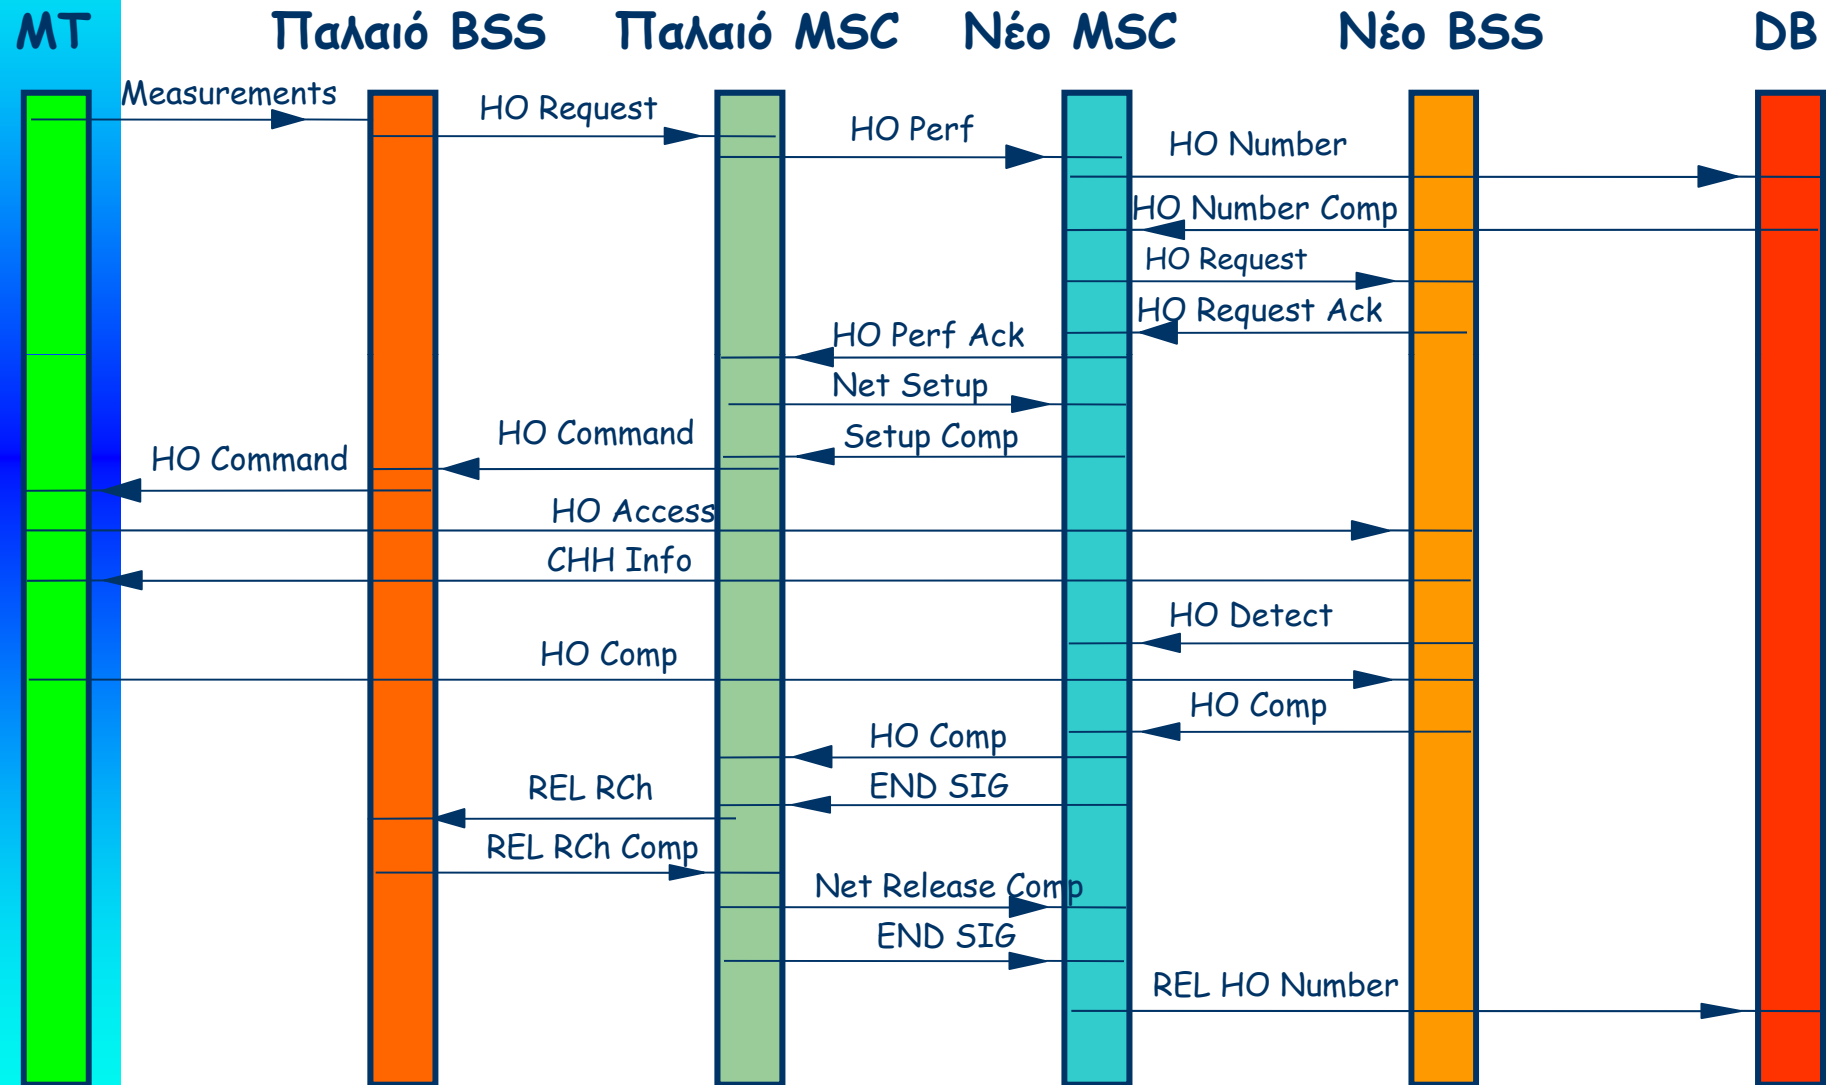 MT Παλαιό BSS Παλαιό MSC Νέο MSC Νέο BSS DB
Measurements
HO Request
HO Perf
HO Number
HO Number Comp
HO Request
HO Request Ack
HO Perf Ack
Net Setup
HO Command
Setup Comp
HO Command
HO Access
CHH Info
HO Detect
HO Comp
HO Comp
HO Comp
END SIG
REL RCh
REL RCh Comp
Net Release Comp
END SIG
REL HO Number